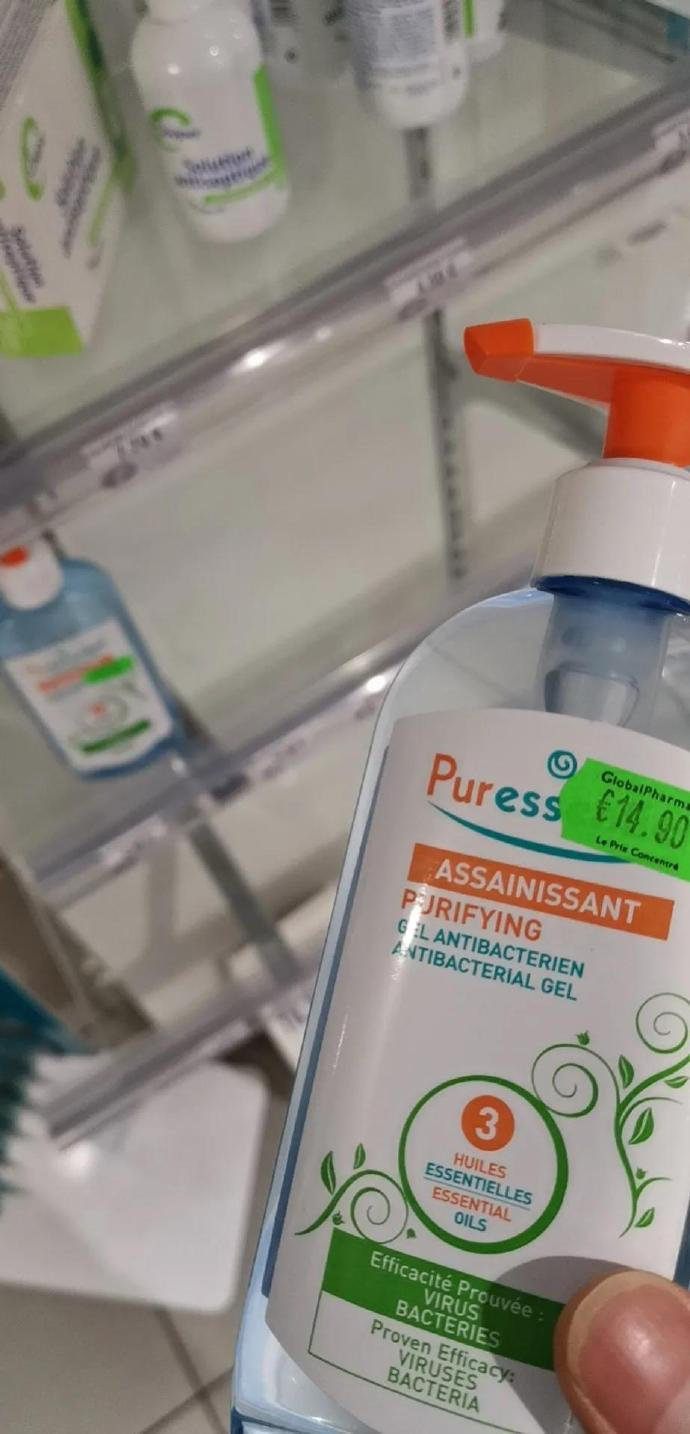 Solution
GlobalPharma
€14.90
Le Prix Concentré
Puress
ASSAINISSANT
PURIFYING
GEL ANTIBACTERIEN
ANTIBACTERIAL GEL
3
HUILES
ESSENTIELLES
ESSENTIAL
OILS
Efficacité Prouvée :
VIRUS
BACTERIES
Proven Efficacy:
VIRUSES
BACTERIA